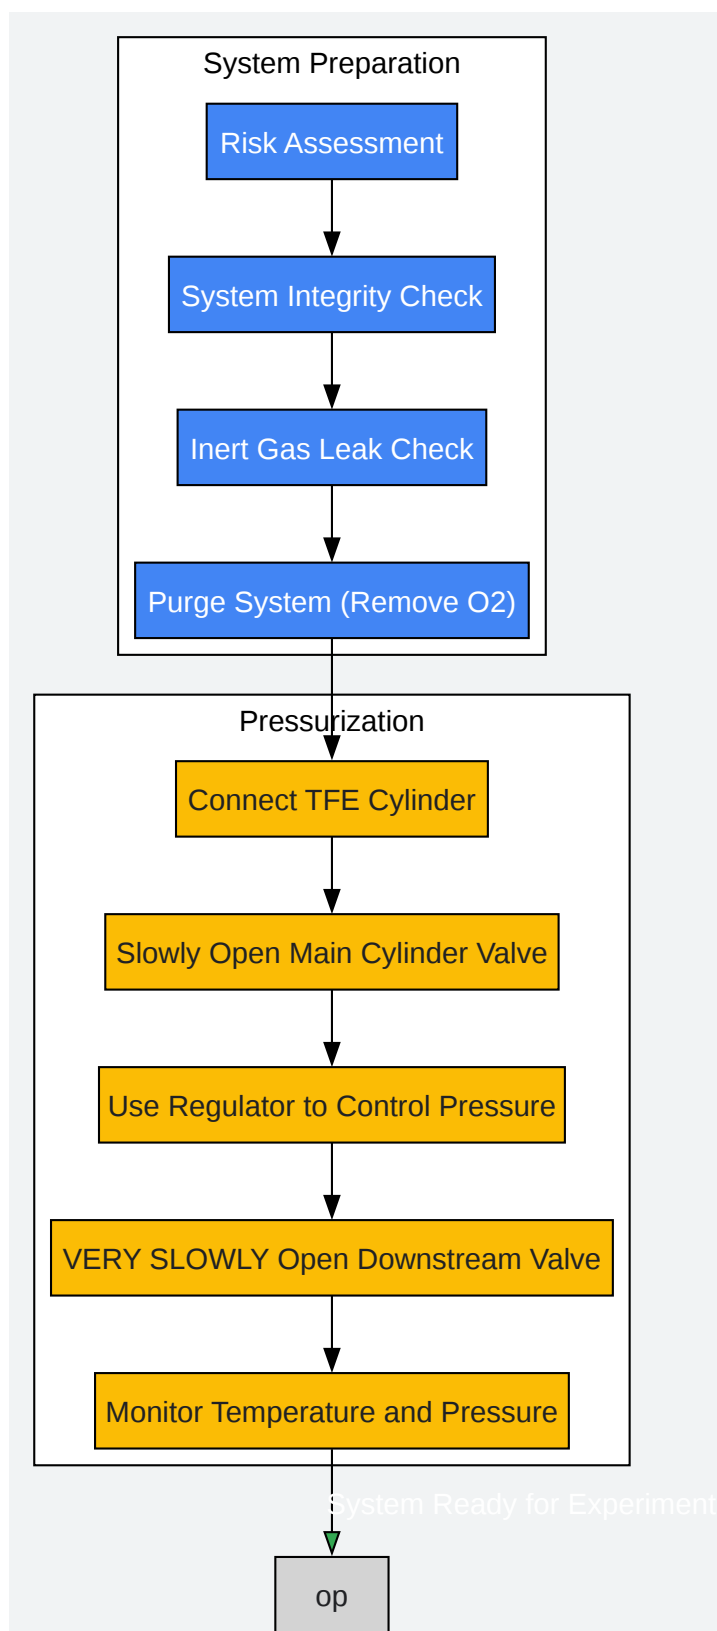 System Preparation
Risk Assessment
System Integrity Check
Inert Gas Leak Check
Purge System (Remove O2)
Pressurization
Connect TFE Cylinder
Slowly Open Main Cylinder Valve
Use Regulator to Control Pressure
VERY SLOWLY Open Downstream Valve
Monitor Temperature and Pressure
System Ready for Experiment
op